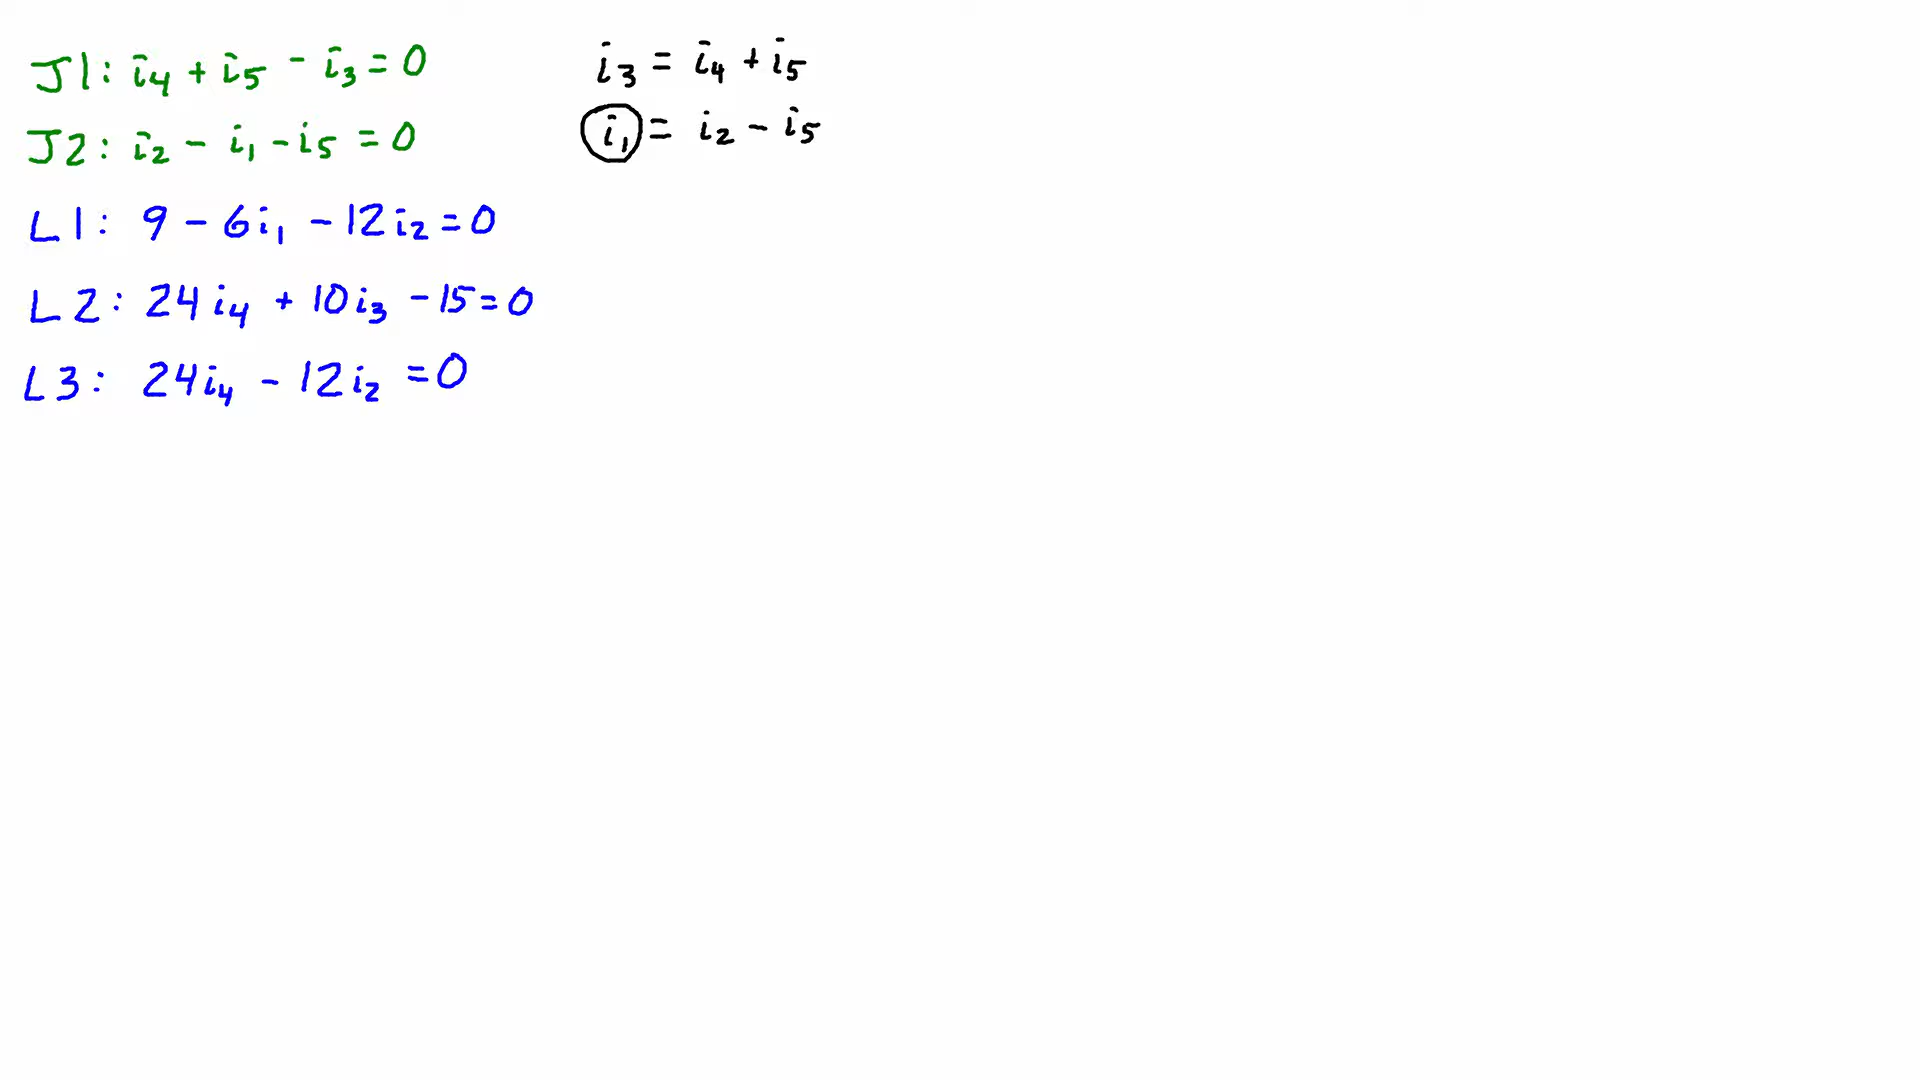 J1: i₄ + i₅ - i₃ = 0
J2: i₂ - i₁ - i₅ = 0
L1: 9 - 6i₁ - 12i₂ = 0
L2: 24i₄ + 10i₃ - 15 = 0
L3: 24i₄ - 12i₂ = 0
i₃ = i₄ + i₅
i₁ = i₂ - i₅